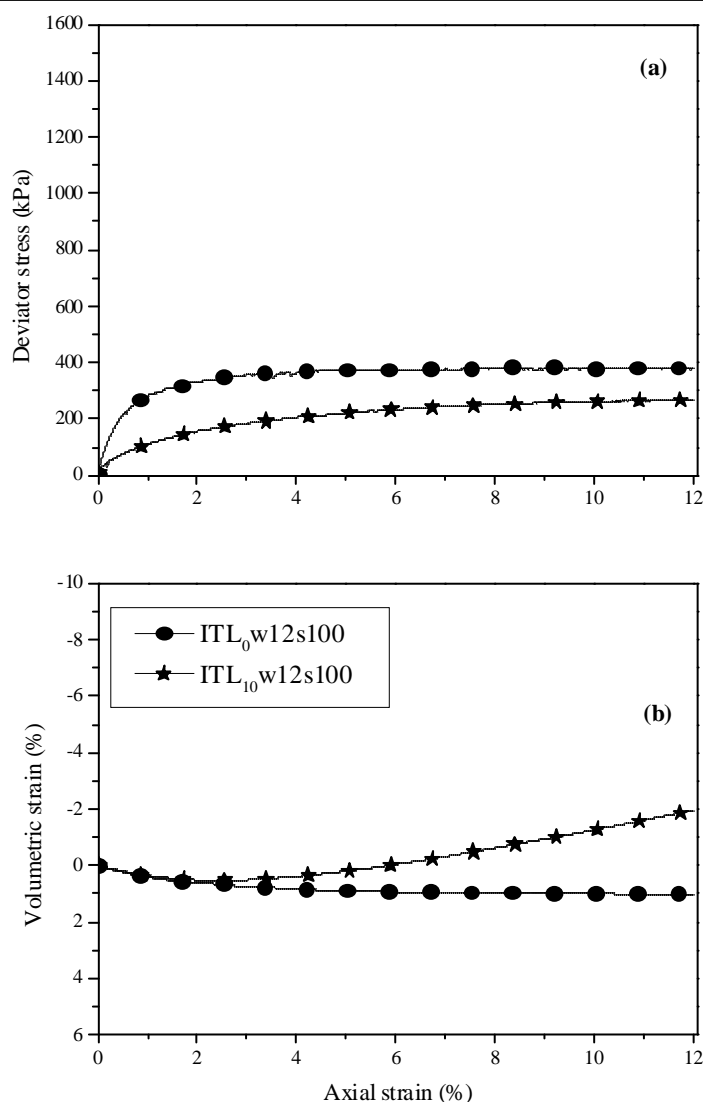 1600
(a)
1400
1200
1000
800
600
400
200
0
Deviator stress (kPa)
0 2 4 6 8 10 12
-10
-8
-6
-4
-2
0
2
4
6
Volumetric strain (%)
ITL0w12s100
ITL10w12s100
(b)
0 2 4 6 8 10 12
Axial strain (%)